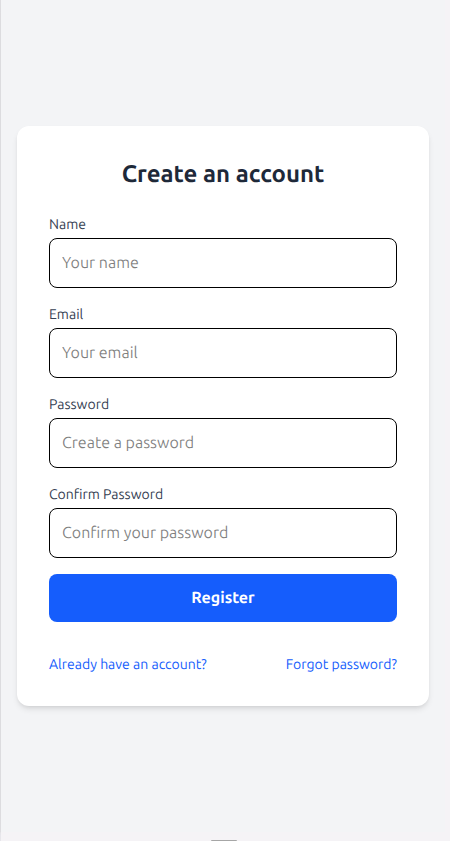 Create an account
Name
Your name
Email
Your email
Password
Create a password
Confirm Password
Confirm your password
Register
Already have an account? Forgot password?